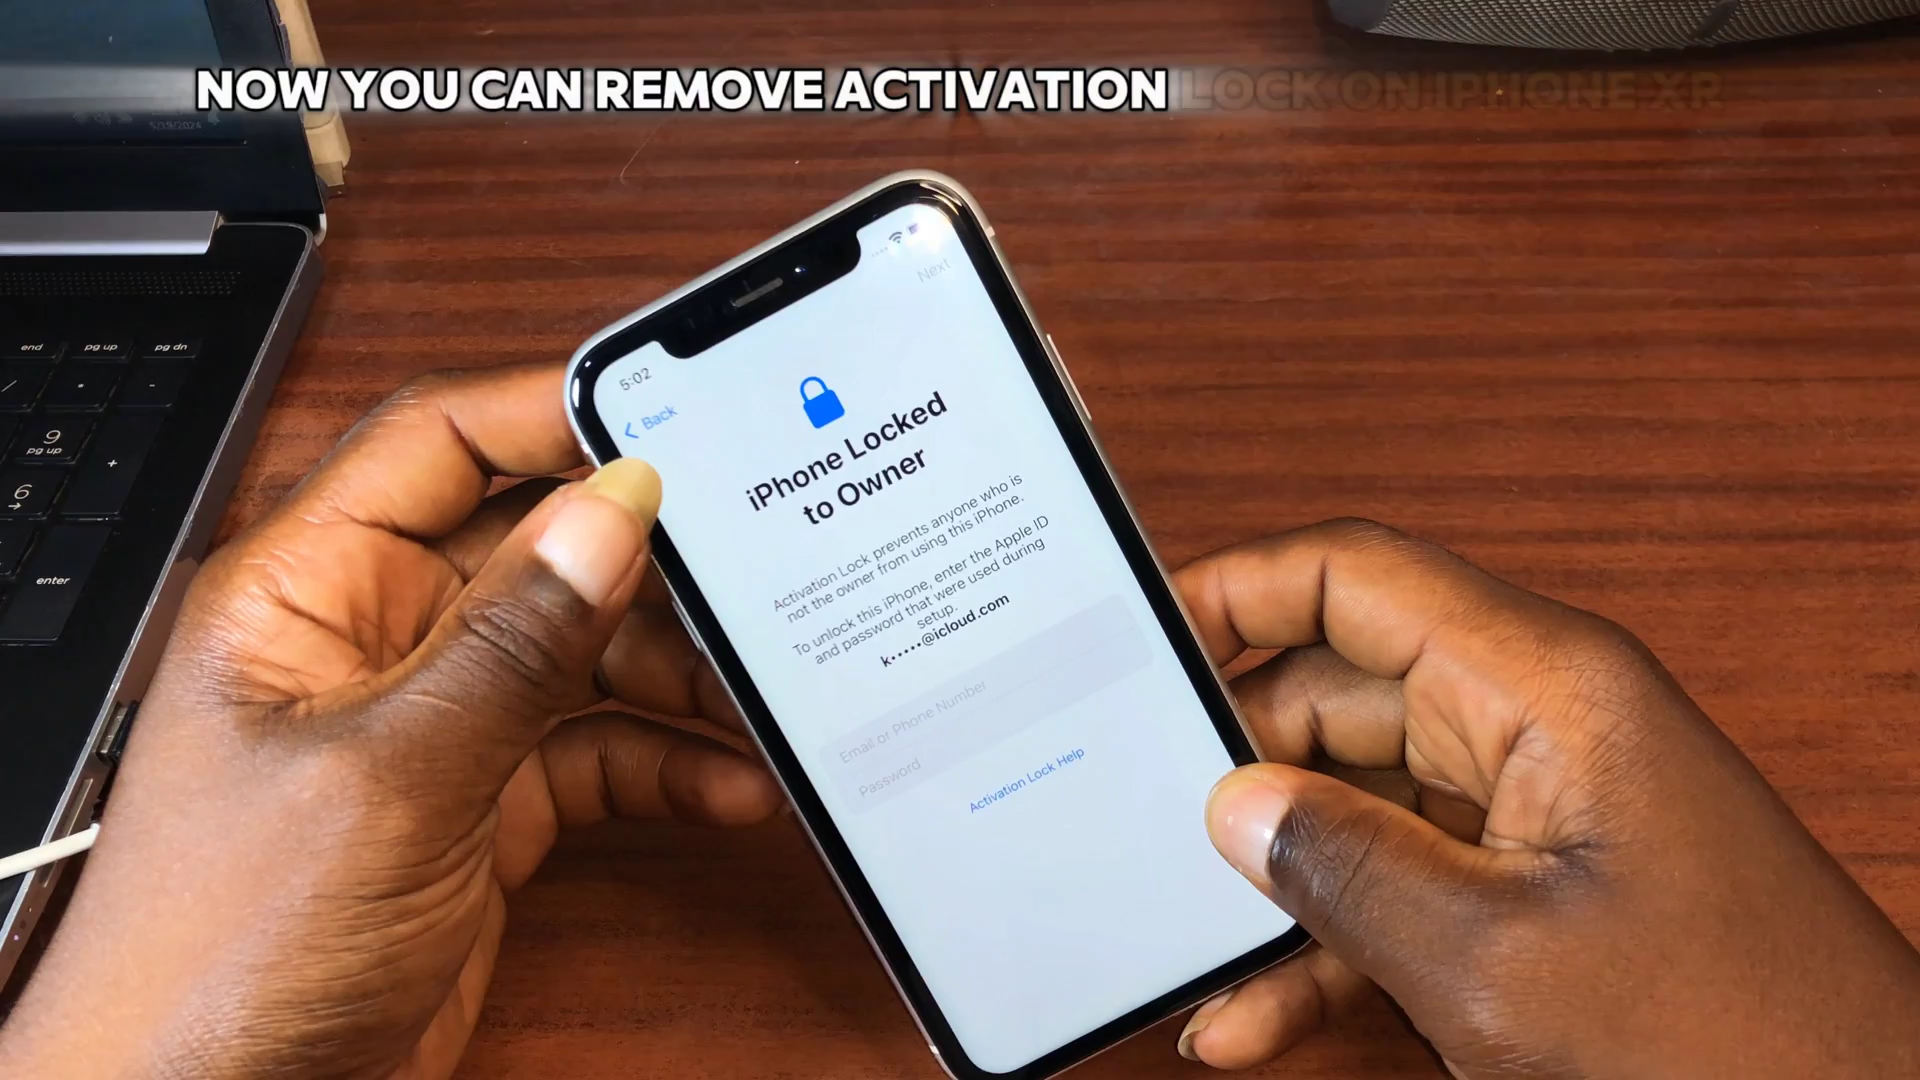 NOW YOU CAN REMOVE ACTIVATION LOCK ON IPHONE XR
5/19/2024
end
pg up
pg dn
/
*
-
9
pg up
+
6
enter
Next
5:02
Back
iPhone Locked
to Owner
Activation Lock prevents anyone who is
not the owner from using this iPhone.
To unlock this iPhone, enter the Apple ID
and password that were used during
setup.
k•••••@icloud.com
Email or Phone Number
Password
Activation Lock Help